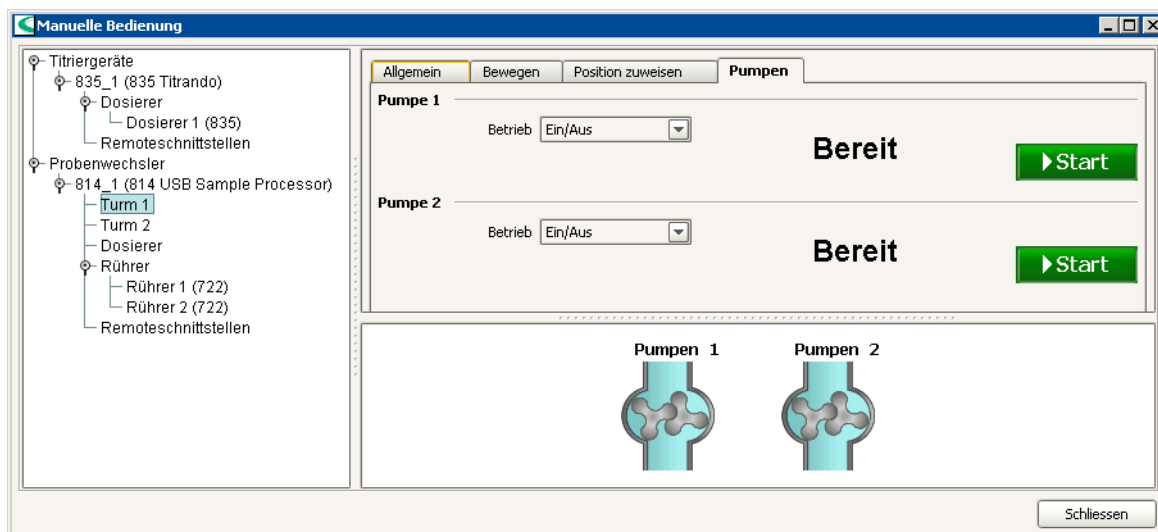 Manuelle Bedienung
Titriergeräte
835_1 (835 Titrando)
Dosierer
Dosierer 1 (835)
Remoteschnittstellen
Probenwechsler
814_1 (814 USB Sample Processor)
Turm 1
Turm 2
Dosierer
Rührer
Rührer 1 (722)
Rührer 2 (722)
Remoteschnittstellen
Allgemein Bewegen Position zuweisen Pumpen
Pumpe 1
Betrieb Ein/Aus
Bereit
Start
Pumpe 2
Betrieb Ein/Aus
Bereit
Start
Pumpen 1 Pumpen 2
Schliessen